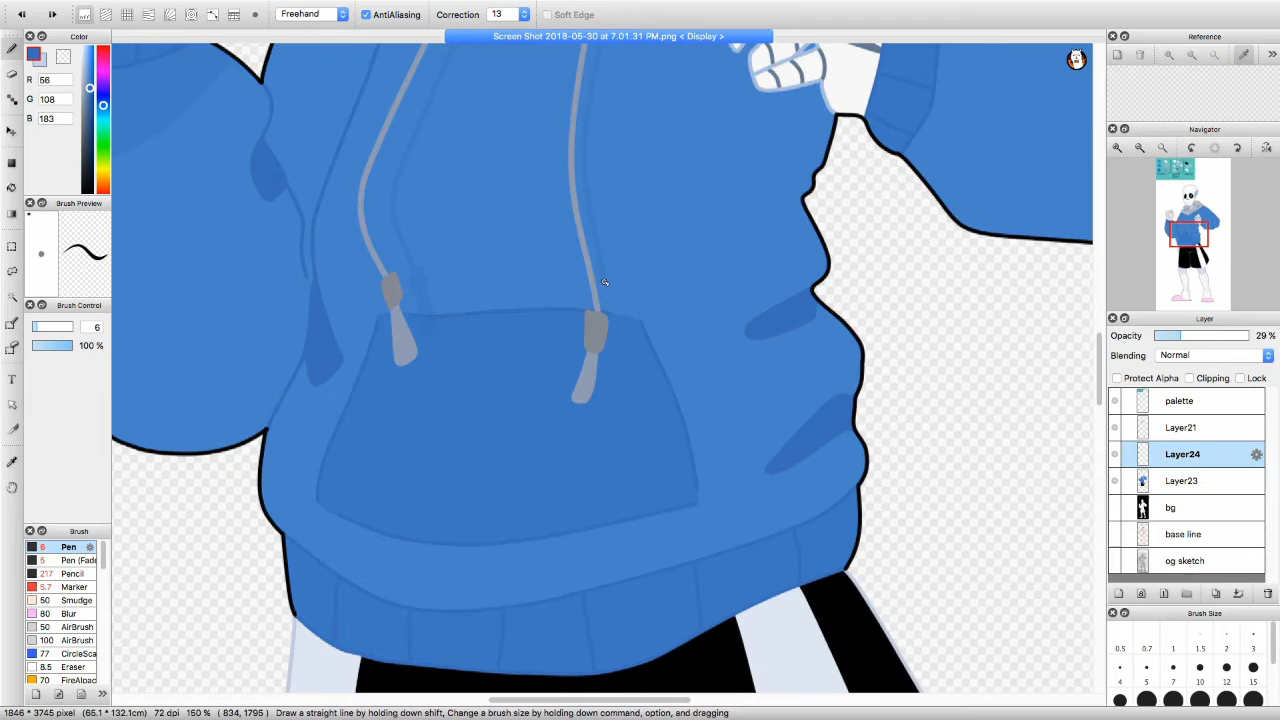 Freehand
AntiAliasing
Correction
13
Soft Edge
Screen Shot 2018-05-30 at 7.01.31 PM.png < Display >
Color
R 56
G 108
B 183
Brush Preview
Brush Control
6
100 %
Brush
6 Pen
5 Pen (Fade
217 Pencil
5.7 Marker
50 Smudge
80 Blur
50 AirBrush
100 AirBrush
77 CircleSca
8.5 Eraser
70 FireAlpac
Reference
Navigator
Layer
Opacity 29 %
Blending Normal
Protect Alpha Clipping Lock
palette
Layer21
Layer24
Layer23
bg
base line
og sketch
Brush Size
0.5 0.7 1 1.5 2 3
4 5 7 10 12 15
1846 * 3745 pixel (65.1 * 132.1cm) 72 dpi 150 % ( 834, 1795 ) Draw a straight line by holding down shift, Change a brush size by holding down command, option, and dragging